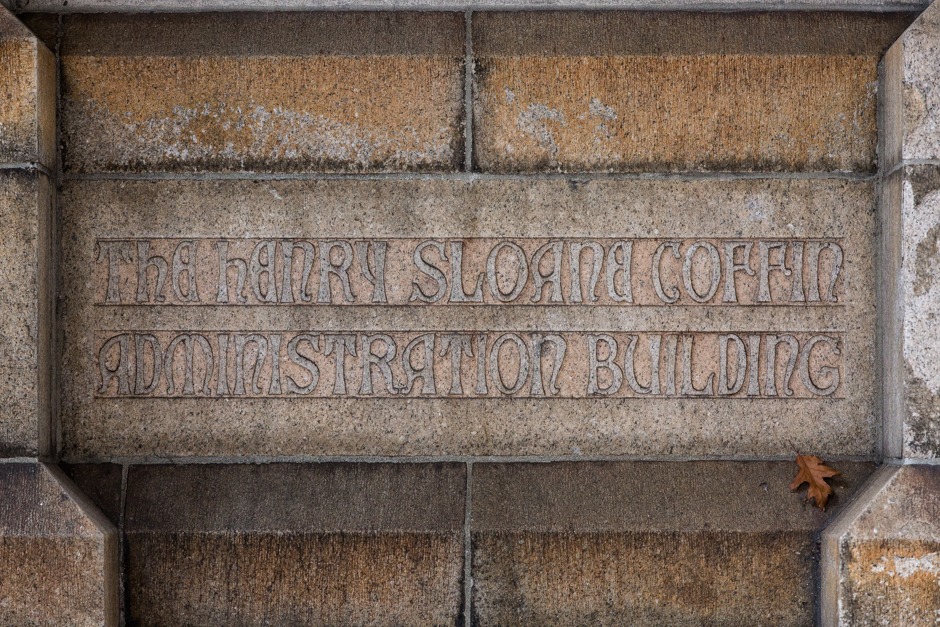 THE HENRY SLOANE COFFIN
ADMINISTRATION BUILDING